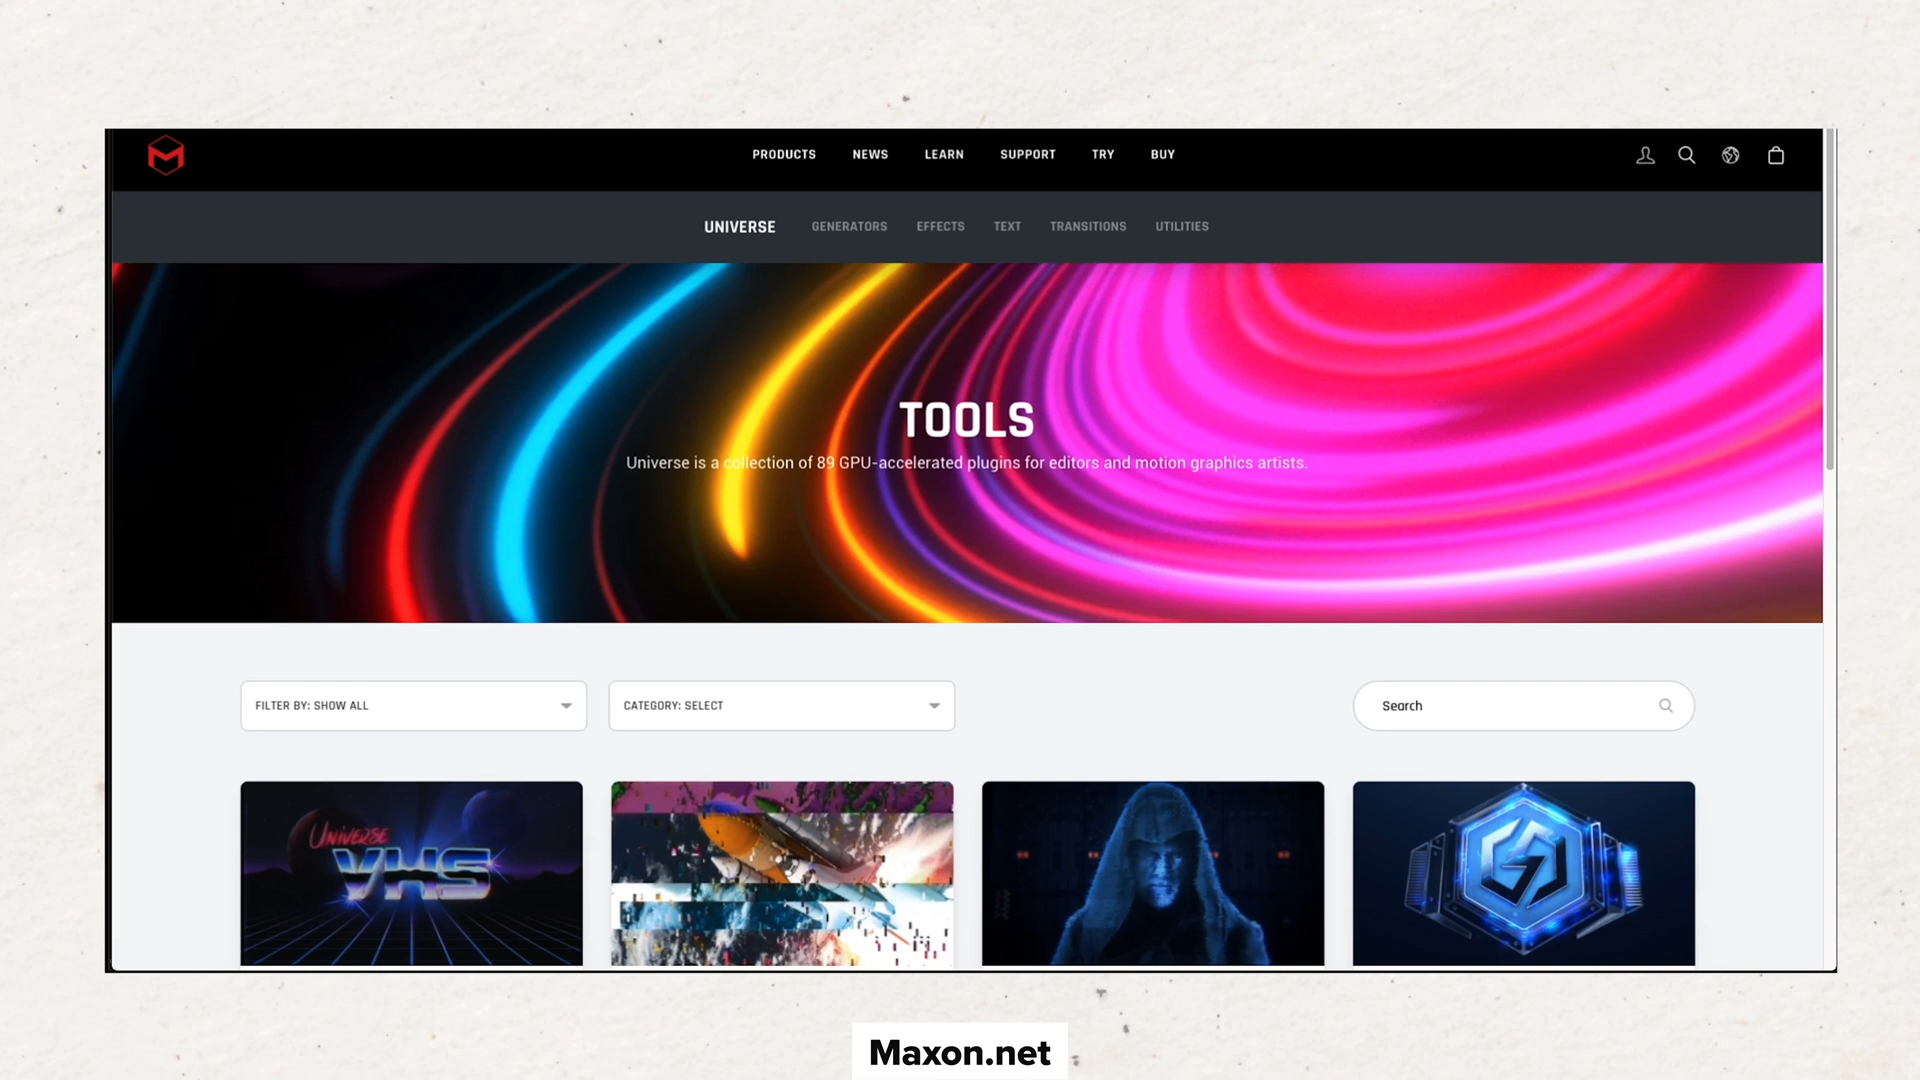 PRODUCTS NEWS LEARN SUPPORT TRY BUY
UNIVERSE GENERATORS EFFECTS TEXT TRANSITIONS UTILITIES
TOOLS
Universe is a collection of 89 GPU-accelerated plugins for editors and motion graphics artists.
FILTER BY: SHOW ALL
CATEGORY: SELECT
Search
UNIVERSE
VHS
Maxon.net